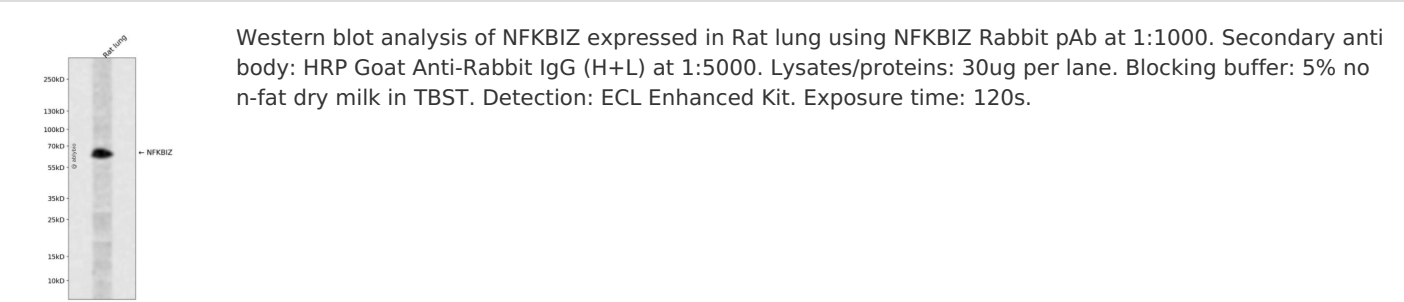 Rat lung
Western blot analysis of NFKBIZ expressed in Rat lung using NFKBIZ Rabbit pAb at 1:1000. Secondary anti
body: HRP Goat Anti-Rabbit IgG (H+L) at 1:5000. Lysates/proteins: 30ug per lane. Blocking buffer: 5% no
n-fat dry milk in TBST. Detection: ECL Enhanced Kit. Exposure time: 120s.
250kD
130kD
100kD
70kD
← NFKBIZ
55kD
35kD
25kD
15kD
10kD